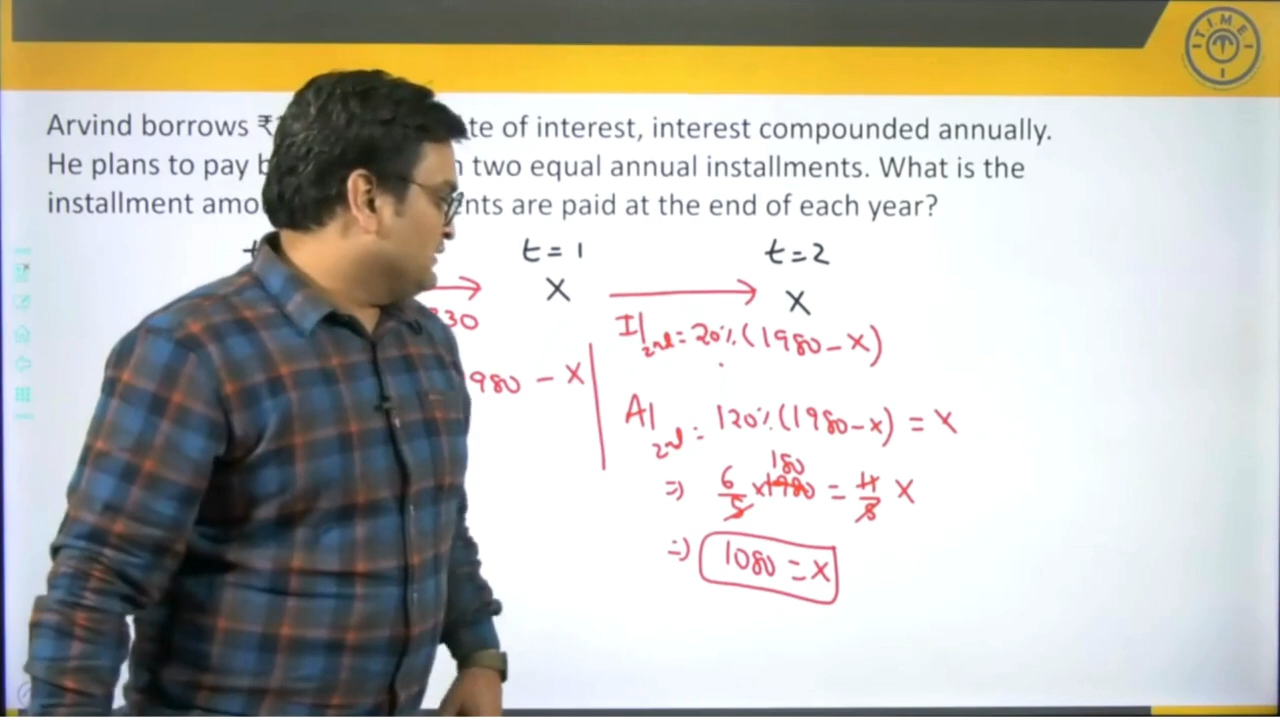 T.I.M.E.
Arvind borrows ₹ te of interest, interest compounded annually.
He plans to pay two equal annual installments. What is the
installment amo nts are paid at the end of each year?
t = 1
t = 2
X
X
I|2nd = 20% (1980 - X)
330
980 - X
A|2nd = 120% (1980 - X) = X
180
⇒ 6/5 × 1980 = 11/5 X
⇒ 1080 = X